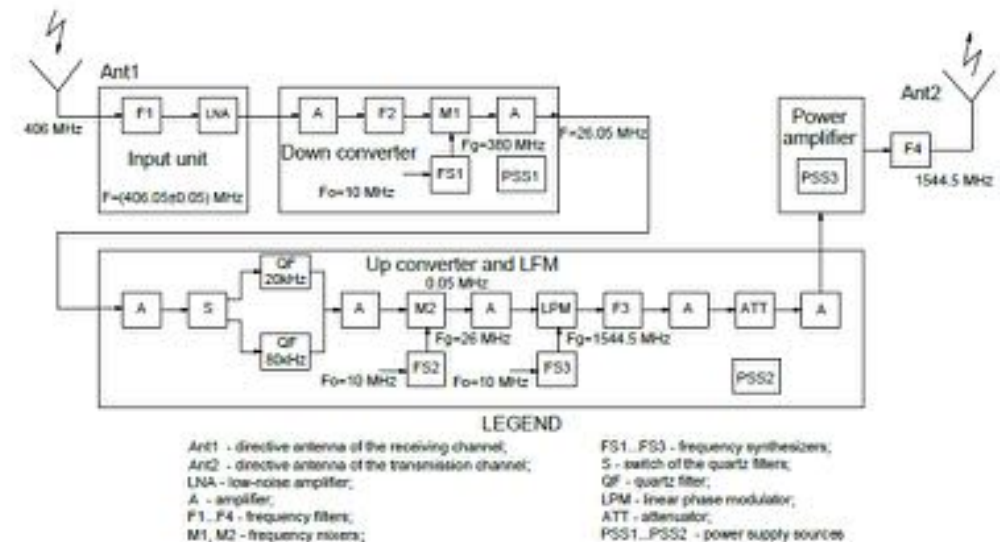 Ant1
406 MHz
F1
LNA
Input unit
F=(406.05±0.05) MHz
A
F2
M1
A
Down converter
Fg=380 MHz
FS1
PSS1
Fo=10 MHz
F=26.05 MHz
Power
amplifier
PSS3
F4
Ant2
1544.5 MHz
Up converter and LFM
A
S
QF
20kHz
QF
80kHz
A
0.05 MHz
M2
A
LPM
F3
A
ATT
A
Fg=26 MHz
Fg=1544.5 MHz
Fo=10 MHz
FS2
Fo=10 MHz
FS3
PSS2
LEGEND
Ant1 - directive antenna of the receiving channel;
Ant2 - directive antenna of the transmission channel;
LNA - low-noise amplifier;
A - amplifier;
F1...F4 - frequency filters;
M1, M2 - frequency mixers;
FS1...FS3 - frequency synthesizers;
S - switch of the quartz filters;
QF - quartz filter;
LPM - linear phase modulator;
ATT - attenuator;
PSS1...PSS2 - power supply sources